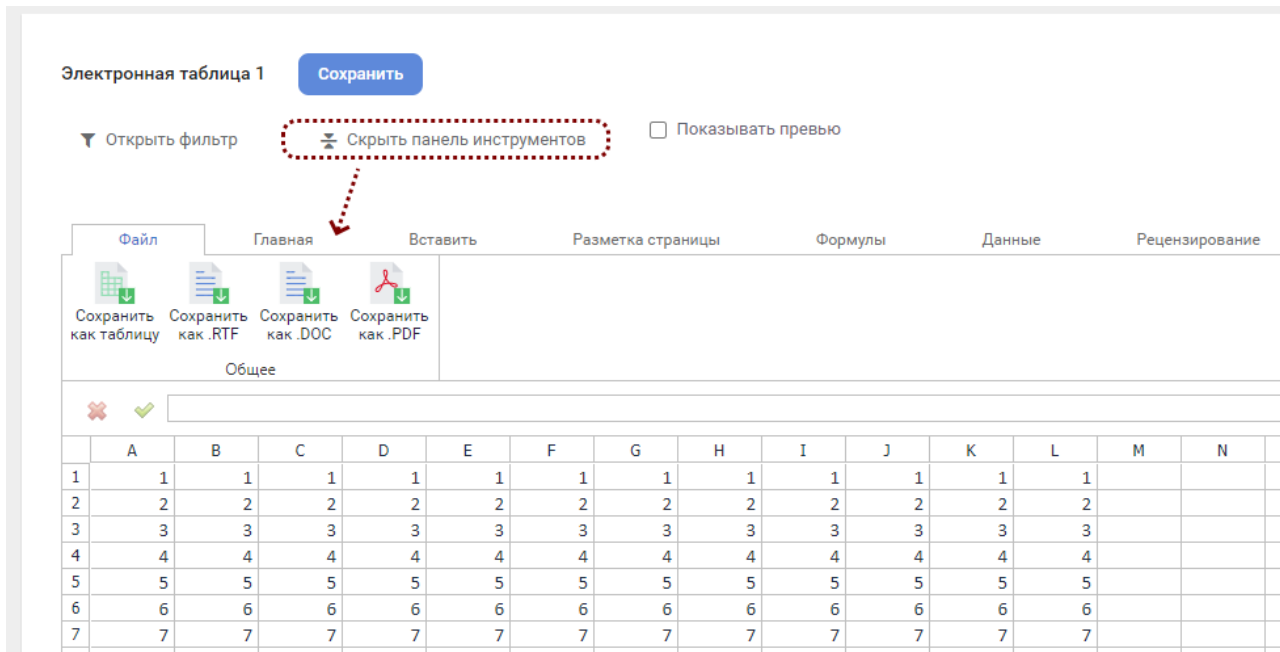 Электронная таблица 1 Сохранить
Открыть фильтр Скрыть панель инструментов Показывать превью
Файл Главная Вставить Разметка страницы Формулы Данные Рецензирование
Сохранить Сохранить Сохранить Сохранить
как таблицу как .RTF как .DOC как .PDF
Общее
A B C D E F G H I J K L M N
1 1 1 1 1 1 1 1 1 1 1 1 1
2 2 2 2 2 2 2 2 2 2 2 2 2
3 3 3 3 3 3 3 3 3 3 3 3 3
4 4 4 4 4 4 4 4 4 4 4 4 4
5 5 5 5 5 5 5 5 5 5 5 5 5
6 6 6 6 6 6 6 6 6 6 6 6 6
7 7 7 7 7 7 7 7 7 7 7 7 7